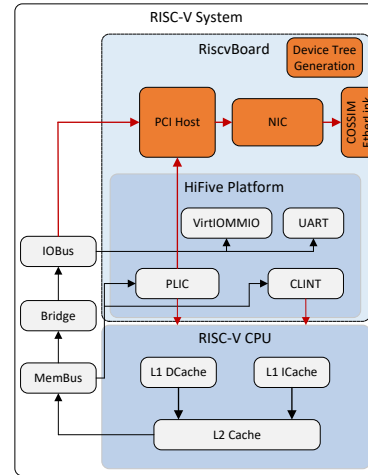 RISC-V System
RiscvBoard
Device Tree
Generation
PCI Host
NIC
COSSIM
EtherLink
HiFive Platform
VirtIOMMIO
UART
IOBus
PLIC
CLINT
Bridge
RISC-V CPU
MemBus
L1 DCache
L1 ICache
L2 Cache